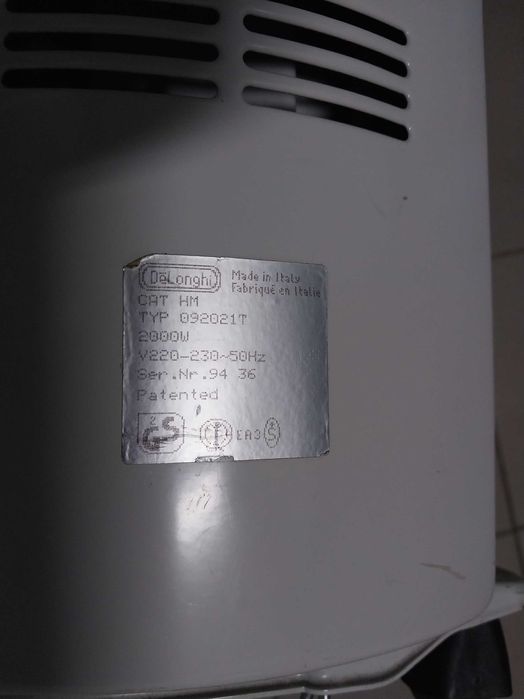 DeLonghi
Made in Italy
Fabriqué en Italie
CAT HM
TYP 092021T
2000W
V220-230~50Hz
Ser.Nr.94 36
Patented
GS